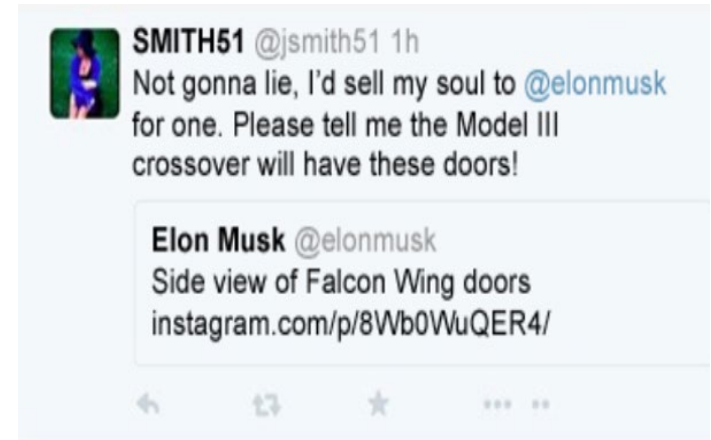 SMITH51 @jsmith51 1h
Not gonna lie, I'd sell my soul to @elonmusk
for one. Please tell me the Model III
crossover will have these doors!
Elon Musk @elonmusk
Side view of Falcon Wing doors
instagram.com/p/8Wb0WuQER4/